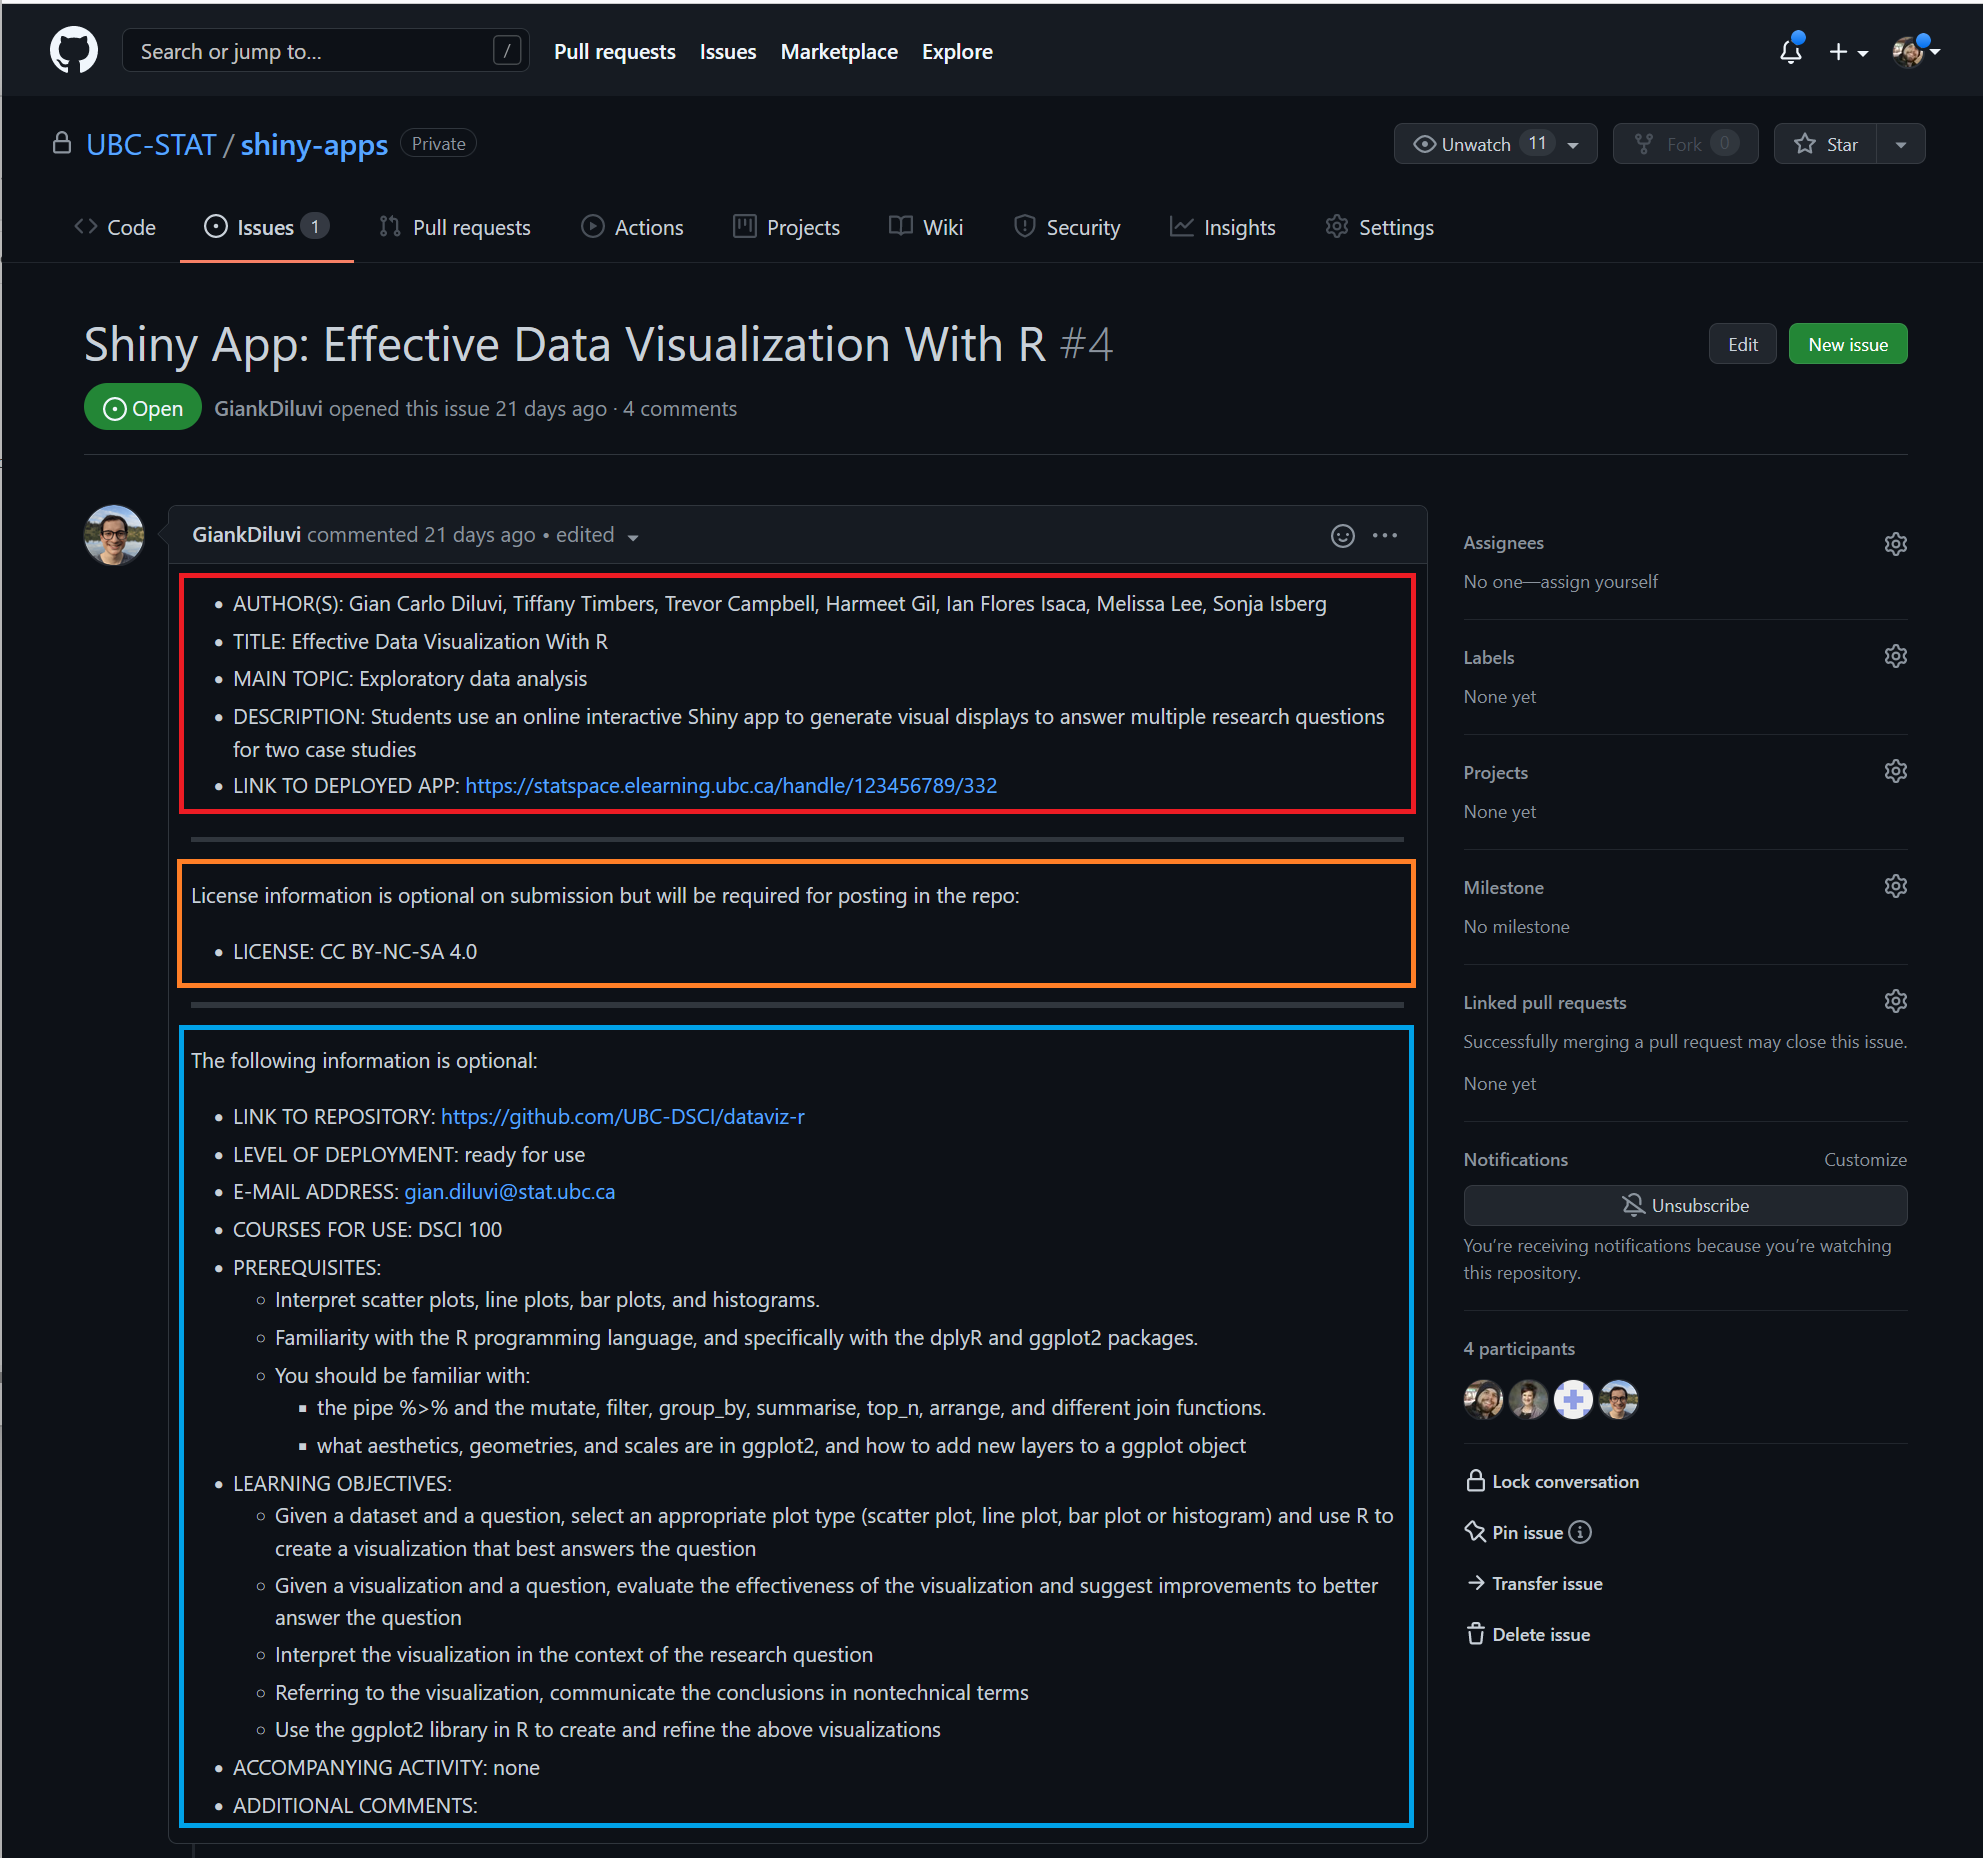 Search or jump to... /
Pull requests Issues Marketplace Explore
UBC-STAT / shiny-apps Private
Unwatch 11 Fork 0 Star
Code Issues 1 Pull requests Actions Projects Wiki Security Insights Settings
Shiny App: Effective Data Visualization With R #4
Edit New issue
Open GiankDiluvi opened this issue 21 days ago · 4 comments
GiankDiluvi commented 21 days ago • edited
• AUTHOR(S): Gian Carlo Diluvi, Tiffany Timbers, Trevor Campbell, Harmeet Gil, Ian Flores Isaca, Melissa Lee, Sonja Isberg
• TITLE: Effective Data Visualization With R
• MAIN TOPIC: Exploratory data analysis
• DESCRIPTION: Students use an online interactive Shiny app to generate visual displays to answer multiple research questions
for two case studies
• LINK TO DEPLOYED APP: https://statspace.elearning.ubc.ca/handle/123456789/332
License information is optional on submission but will be required for posting in the repo:
• LICENSE: CC BY-NC-SA 4.0
The following information is optional:
• LINK TO REPOSITORY: https://github.com/UBC-DSCI/dataviz-r
• LEVEL OF DEPLOYMENT: ready for use
• E-MAIL ADDRESS: gian.diluvi@stat.ubc.ca
• COURSES FOR USE: DSCI 100
• PREREQUISITES:
◦ Interpret scatter plots, line plots, bar plots, and histograms.
◦ Familiarity with the R programming language, and specifically with the dplyR and ggplot2 packages.
◦ You should be familiar with:
▪ the pipe %>% and the mutate, filter, group_by, summarise, top_n, arrange, and different join functions.
▪ what aesthetics, geometries, and scales are in ggplot2, and how to add new layers to a ggplot object
• LEARNING OBJECTIVES:
◦ Given a dataset and a question, select an appropriate plot type (scatter plot, line plot, bar plot or histogram) and use R to
create a visualization that best answers the question
◦ Given a visualization and a question, evaluate the effectiveness of the visualization and suggest improvements to better
answer the question
◦ Interpret the visualization in the context of the research question
◦ Referring to the visualization, communicate the conclusions in nontechnical terms
◦ Use the ggplot2 library in R to create and refine the above visualizations
• ACCOMPANYING ACTIVITY: none
• ADDITIONAL COMMENTS:
Assignees
No one—assign yourself
Labels
None yet
Projects
None yet
Milestone
No milestone
Linked pull requests
Successfully merging a pull request may close this issue.
None yet
Notifications Customize
Unsubscribe
You're receiving notifications because you're watching
this repository.
4 participants
Lock conversation
Pin issue
Transfer issue
Delete issue